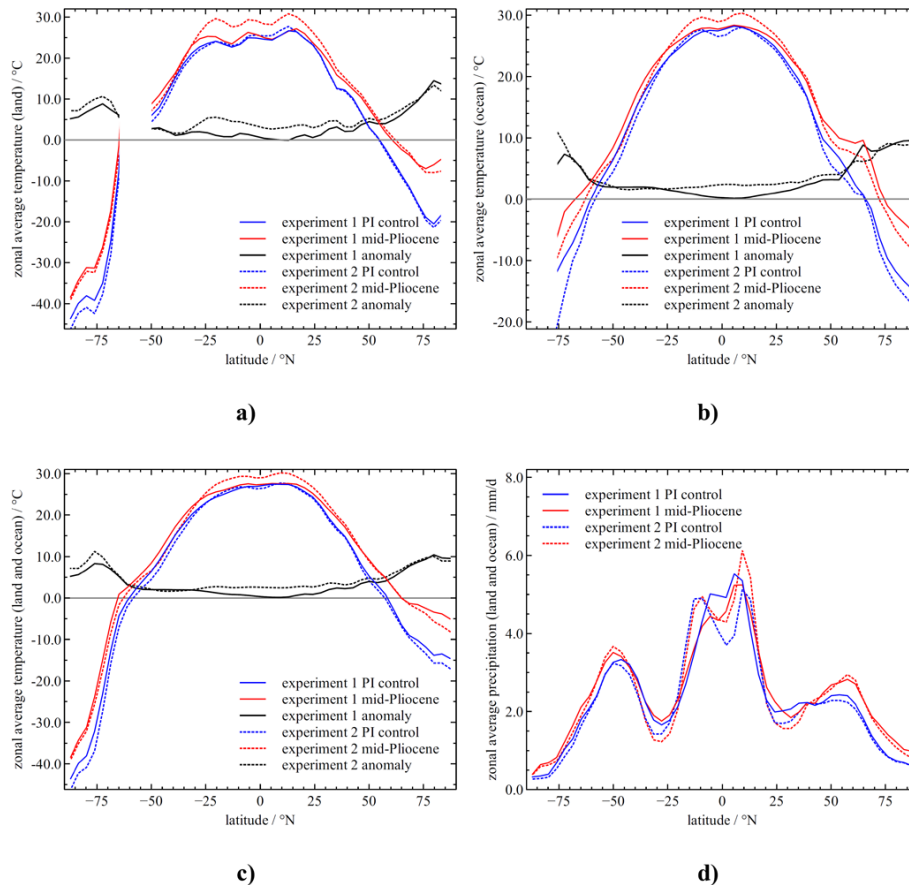 zonal average temperature (land) / °C
30.0
20.0
10.0
0.0
−10.0
−20.0
−30.0
−40.0
experiment 1 PI control
experiment 1 mid-Pliocene
experiment 1 anomaly
experiment 2 PI control
experiment 2 mid-Pliocene
experiment 2 anomaly
−75 −50 −25 0 25 50 75
latitude / °N
a)
zonal average temperature (ocean) / °C
30.0
20.0
10.0
0.0
-10.0
-20.0
experiment 1 PI control
experiment 1 mid-Pliocene
experiment 1 anomaly
experiment 2 PI control
experiment 2 mid-Pliocene
experiment 2 anomaly
−75 −50 −25 0 25 50 75
latitude / °N
b)
zonal average temperature (land and ocean) / °C
30.0
20.0
10.0
0.0
-10.0
-20.0
-30.0
-40.0
experiment 1 PI control
experiment 1 mid-Pliocene
experiment 1 anomaly
experiment 2 PI control
experiment 2 mid-Pliocene
experiment 2 anomaly
−75 −50 −25 0 25 50 75
latitude / °N
c)
zonal average precipitation (land and ocean) / mm/d
8.0
6.0
4.0
2.0
0.0
experiment 1 PI control
experiment 1 mid-Pliocene
experiment 2 PI control
experiment 2 mid-Pliocene
−75 −50 −25 0 25 50 75
latitude / °N
d)